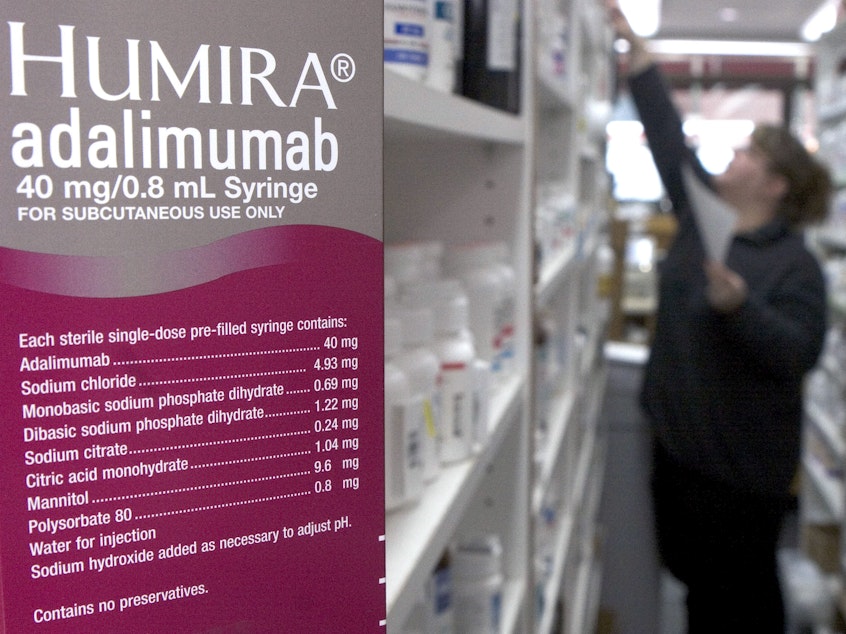 HUMIRA®
adalimumab
40 mg/0.8 mL Syringe
FOR SUBCUTANEOUS USE ONLY
Each sterile single-dose pre-filled syringe contains:
Adalimumab 40 mg
Sodium chloride 4.93 mg
Monobasic sodium phosphate dihydrate 0.69 mg
Dibasic sodium phosphate dihydrate 1.22 mg
Sodium citrate 0.24 mg
Citric acid monohydrate 1.04 mg
Mannitol 9.6 mg
Polysorbate 80 0.8 mg
Water for injection
Sodium hydroxide added as necessary to adjust pH.
Contains no preservatives.